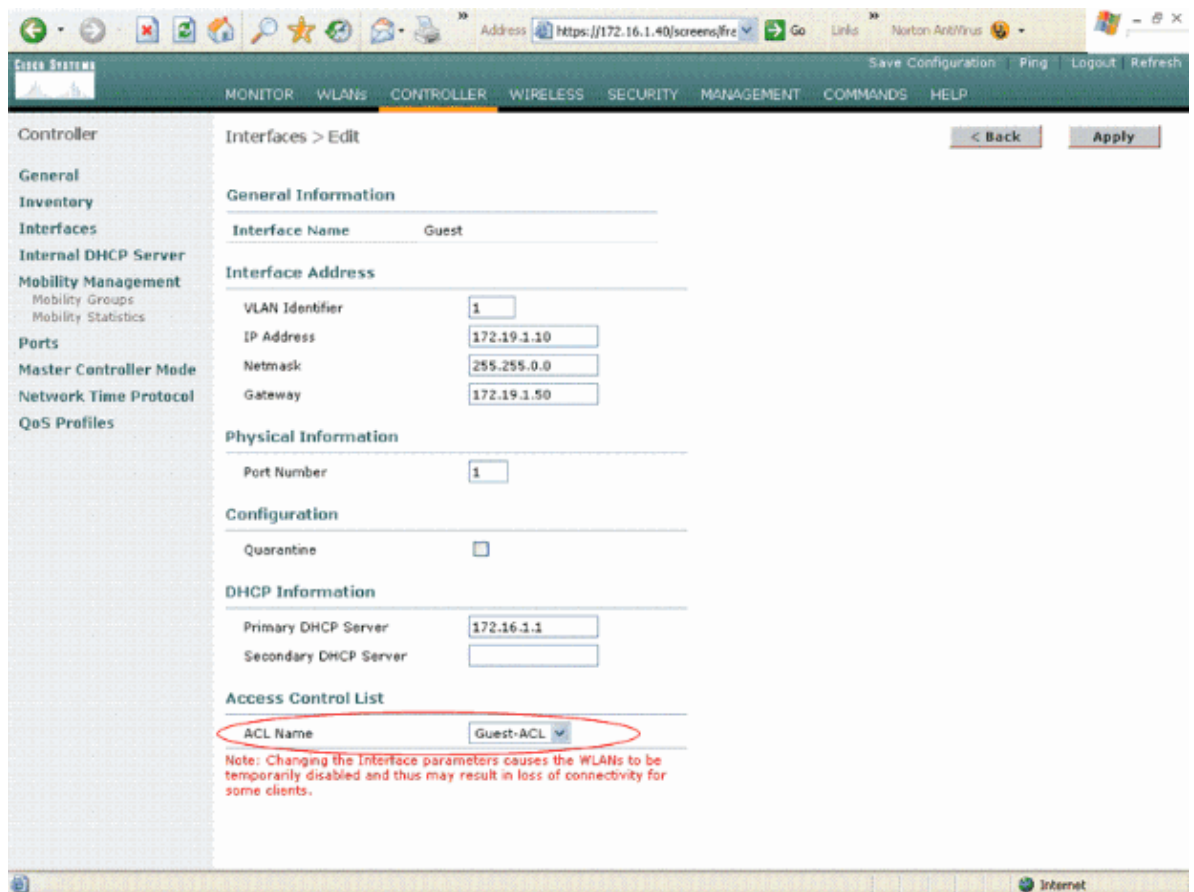 » Address https://172.16.1.40/screens/fra Go Links » Norton AntiVirus
CISCO SYSTEMS
Save Configuration | Ping | Logout | Refresh
MONITOR WLANs CONTROLLER WIRELESS SECURITY MANAGEMENT COMMANDS HELP
Controller
General
Inventory
Interfaces
Internal DHCP Server
Mobility Management
Mobility Groups
Mobility Statistics
Ports
Master Controller Mode
Network Time Protocol
QoS Profiles
Interfaces > Edit
< Back Apply
General Information
Interface Name Guest
Interface Address
VLAN Identifier 1
IP Address 172.19.1.10
Netmask 255.255.0.0
Gateway 172.19.1.50
Physical Information
Port Number 1
Configuration
Quarantine
DHCP Information
Primary DHCP Server 172.16.1.1
Secondary DHCP Server
Access Control List
ACL Name Guest-ACL
Note: Changing the Interface parameters causes the WLANs to be
temporarily disabled and thus may result in loss of connectivity for
some clients.
Internet